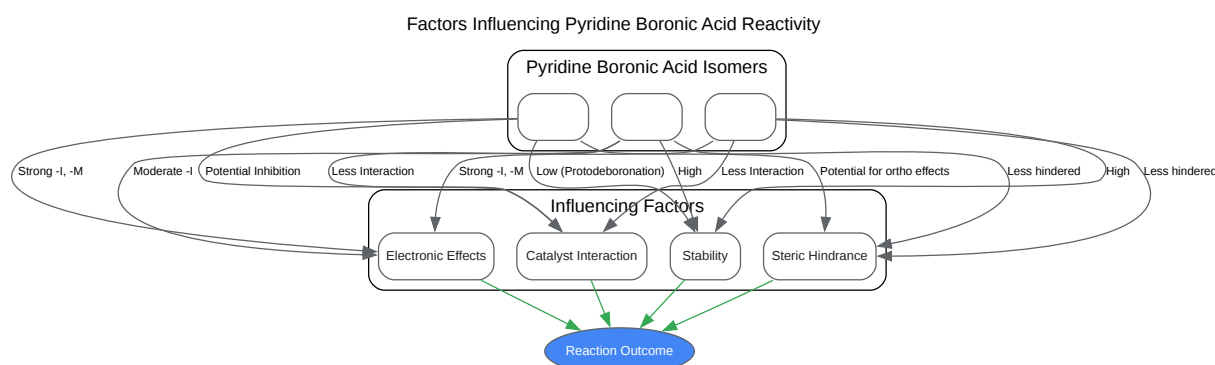 Factors Influencing Pyridine Boronic Acid Reactivity
Pyridine Boronic Acid Isomers
Strong -I, -M
Moderate -I
Potential Inhibition
Less Interaction
Strong -I, -M
Low (Protodeboronation)
High
Less Interaction
Potential for ortho effects
Less hindered
High
Less hindered
Influencing Factors
Electronic Effects
Catalyst Interaction
Stability
Steric Hindrance
Reaction Outcome